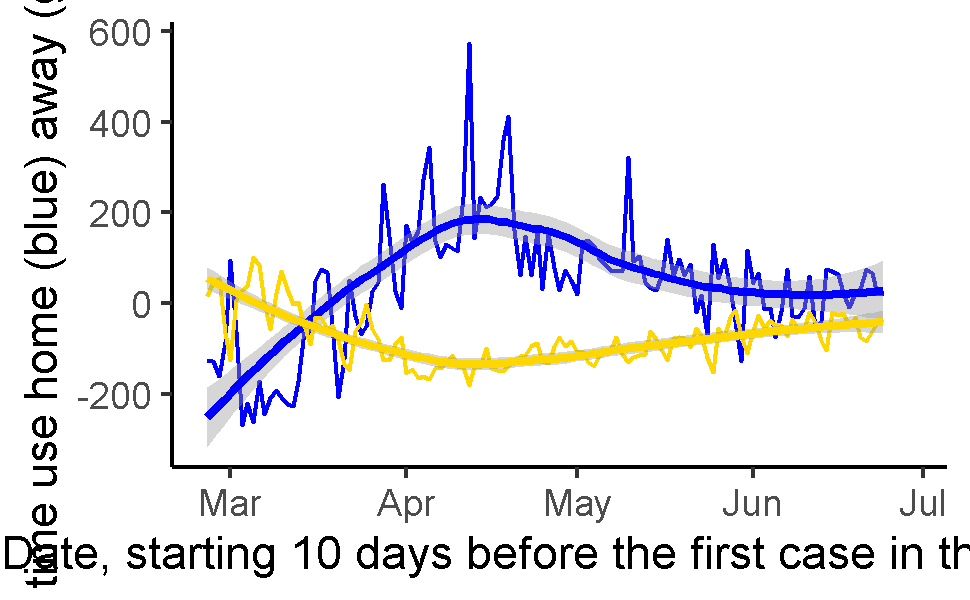 time use home (blue) away (
600
400
200
0
-200
Mar Apr May Jun Jul
Date, starting 10 days before the first case in th